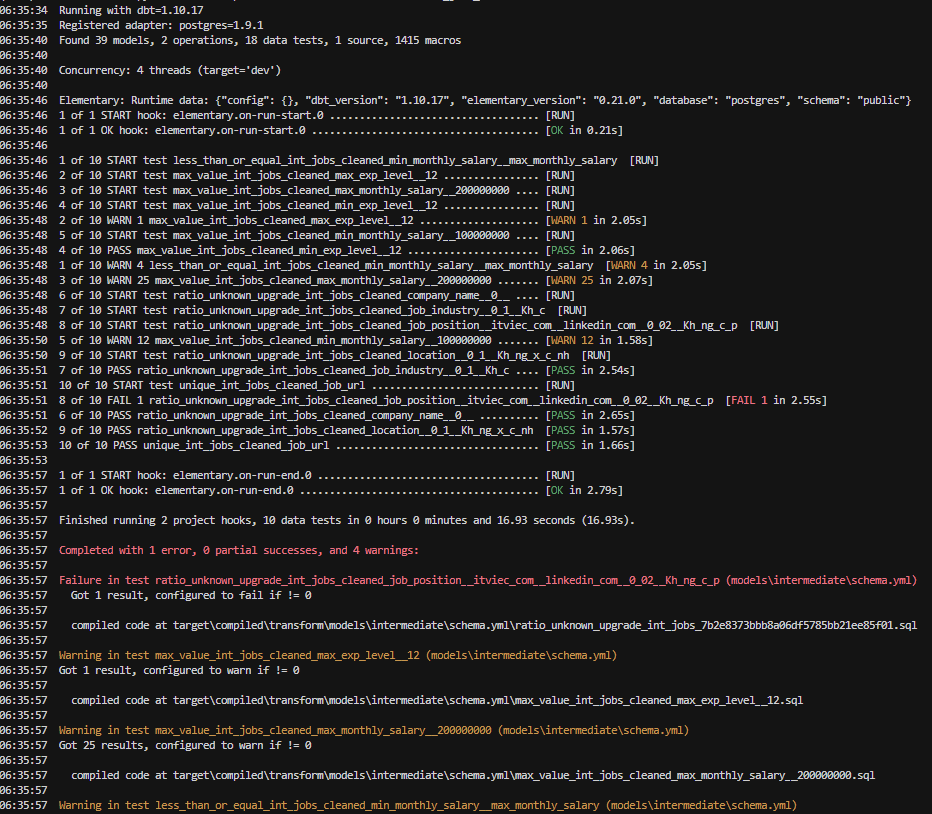 06:35:34 Running with dbt=1.10.17
06:35:35 Registered adapter: postgres=1.9.1
06:35:40 Found 39 models, 2 operations, 18 data tests, 1 source, 1415 macros
06:35:40
06:35:40 Concurrency: 4 threads (target='dev')
06:35:40
06:35:46 Elementary: Runtime data: {"config": {}, "dbt_version": "1.10.17", "elementary_version": "0.21.0", "database": "postgres", "schema": "public"}
06:35:46 1 of 1 START hook: elementary.on-run-start.0 ................................... [RUN]
06:35:46 1 of 1 OK hook: elementary.on-run-start.0 ...................................... [OK in 0.21s]
06:35:46
06:35:46 1 of 10 START test less_than_or_equal_int_jobs_cleaned_min_monthly_salary__max_monthly_salary [RUN]
06:35:46 2 of 10 START test max_value_int_jobs_cleaned_max_exp_level__12 ................ [RUN]
06:35:46 3 of 10 START test max_value_int_jobs_cleaned_max_monthly_salary__200000000 .... [RUN]
06:35:46 4 of 10 START test max_value_int_jobs_cleaned_min_exp_level__12 ................ [RUN]
06:35:48 2 of 10 WARN 1 max_value_int_jobs_cleaned_max_exp_level__12 .................... [WARN 1 in 2.05s]
06:35:48 5 of 10 START test max_value_int_jobs_cleaned_min_monthly_salary__100000000 .... [RUN]
06:35:48 4 of 10 PASS max_value_int_jobs_cleaned_min_exp_level__12 ...................... [PASS in 2.06s]
06:35:48 1 of 10 WARN 4 less_than_or_equal_int_jobs_cleaned_min_monthly_salary__max_monthly_salary [WARN 4 in 2.05s]
06:35:48 3 of 10 WARN 25 max_value_int_jobs_cleaned_max_monthly_salary__200000000 ....... [WARN 25 in 2.07s]
06:35:48 6 of 10 START test ratio_unknown_upgrade_int_jobs_cleaned_company_name__0__ .... [RUN]
06:35:48 7 of 10 START test ratio_unknown_upgrade_int_jobs_cleaned_job_industry__0_1__Kh_c [RUN]
06:35:48 8 of 10 START test ratio_unknown_upgrade_int_jobs_cleaned_job_position__itviec_com__linkedin_com__0_02__Kh_ng_c_p [RUN]
06:35:50 5 of 10 WARN 12 max_value_int_jobs_cleaned_min_monthly_salary__100000000 ....... [WARN 12 in 1.58s]
06:35:50 9 of 10 START test ratio_unknown_upgrade_int_jobs_cleaned_location__0_1__Kh_ng_x_c_nh [RUN]
06:35:51 7 of 10 PASS ratio_unknown_upgrade_int_jobs_cleaned_job_industry__0_1__Kh_c .... [PASS in 2.54s]
06:35:51 10 of 10 START test unique_int_jobs_cleaned_job_url ............................ [RUN]
06:35:51 8 of 10 FAIL 1 ratio_unknown_upgrade_int_jobs_cleaned_job_position__itviec_com__linkedin_com__0_02__Kh_ng_c_p [FAIL 1 in 2.55s]
06:35:51 6 of 10 PASS ratio_unknown_upgrade_int_jobs_cleaned_company_name__0__ .......... [PASS in 2.65s]
06:35:52 9 of 10 PASS ratio_unknown_upgrade_int_jobs_cleaned_location__0_1__Kh_ng_x_c_nh [PASS in 1.57s]
06:35:53 10 of 10 PASS unique_int_jobs_cleaned_job_url .................................. [PASS in 1.66s]
06:35:53
06:35:57 1 of 1 START hook: elementary.on-run-end.0 ..................................... [RUN]
06:35:57 1 of 1 OK hook: elementary.on-run-end.0 ........................................ [OK in 2.79s]
06:35:57
06:35:57 Finished running 2 project hooks, 10 data tests in 0 hours 0 minutes and 16.93 seconds (16.93s).
06:35:57
06:35:57 Completed with 1 error, 0 partial successes, and 4 warnings:
06:35:57
06:35:57 Failure in test ratio_unknown_upgrade_int_jobs_cleaned_job_position__itviec_com__linkedin_com__0_02__Kh_ng_c_p (models\intermediate\schema.yml)
06:35:57 Got 1 result, configured to fail if != 0
06:35:57
06:35:57 compiled code at target\compiled\transform\models\intermediate\schema.yml\ratio_unknown_upgrade_int_jobs_7b2e8373bbb8a06df5785bb21ee85f01.sql
06:35:57
06:35:57 Warning in test max_value_int_jobs_cleaned_max_exp_level__12 (models\intermediate\schema.yml)
06:35:57 Got 1 result, configured to warn if != 0
06:35:57
06:35:57 compiled code at target\compiled\transform\models\intermediate\schema.yml\max_value_int_jobs_cleaned_max_exp_level__12.sql
06:35:57
06:35:57 Warning in test max_value_int_jobs_cleaned_max_monthly_salary__200000000 (models\intermediate\schema.yml)
06:35:57 Got 25 results, configured to warn if != 0
06:35:57
06:35:57 compiled code at target\compiled\transform\models\intermediate\schema.yml\max_value_int_jobs_cleaned_max_monthly_salary__200000000.sql
06:35:57
06:35:57 Warning in test less_than_or_equal_int_jobs_cleaned_min_monthly_salary__max_monthly_salary (models\intermediate\schema.yml)